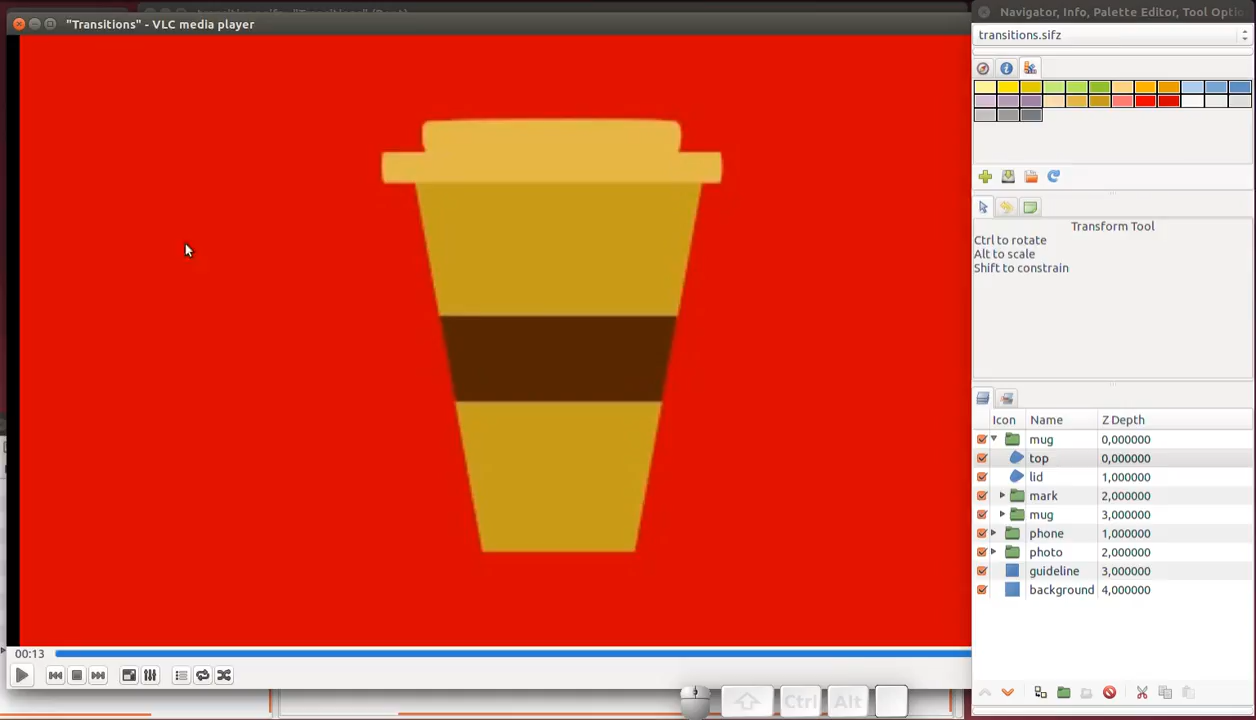 "Transitions" - VLC media player
Navigator, Info, Palette Editor, Tool Optio
transitions.sifz
Transform Tool
Ctrl to rotate
Alt to scale
Shift to constrain
Icon Name Z Depth
mug 0,000000
top 0,000000
lid 1,000000
mark 2,000000
mug 3,000000
phone 1,000000
photo 2,000000
guideline 3,000000
background 4,000000
00:13
Ctrl Alt